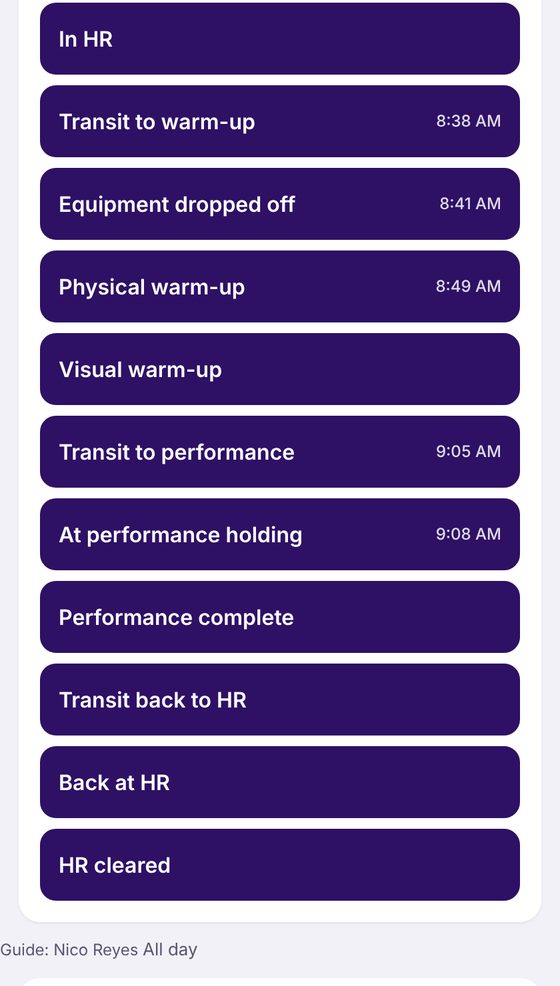 In HR
Transit to warm-up 8:38 AM
Equipment dropped off 8:41 AM
Physical warm-up 8:49 AM
Visual warm-up
Transit to performance 9:05 AM
At performance holding 9:08 AM
Performance complete
Transit back to HR
Back at HR
HR cleared
Guide: Nico Reyes All day